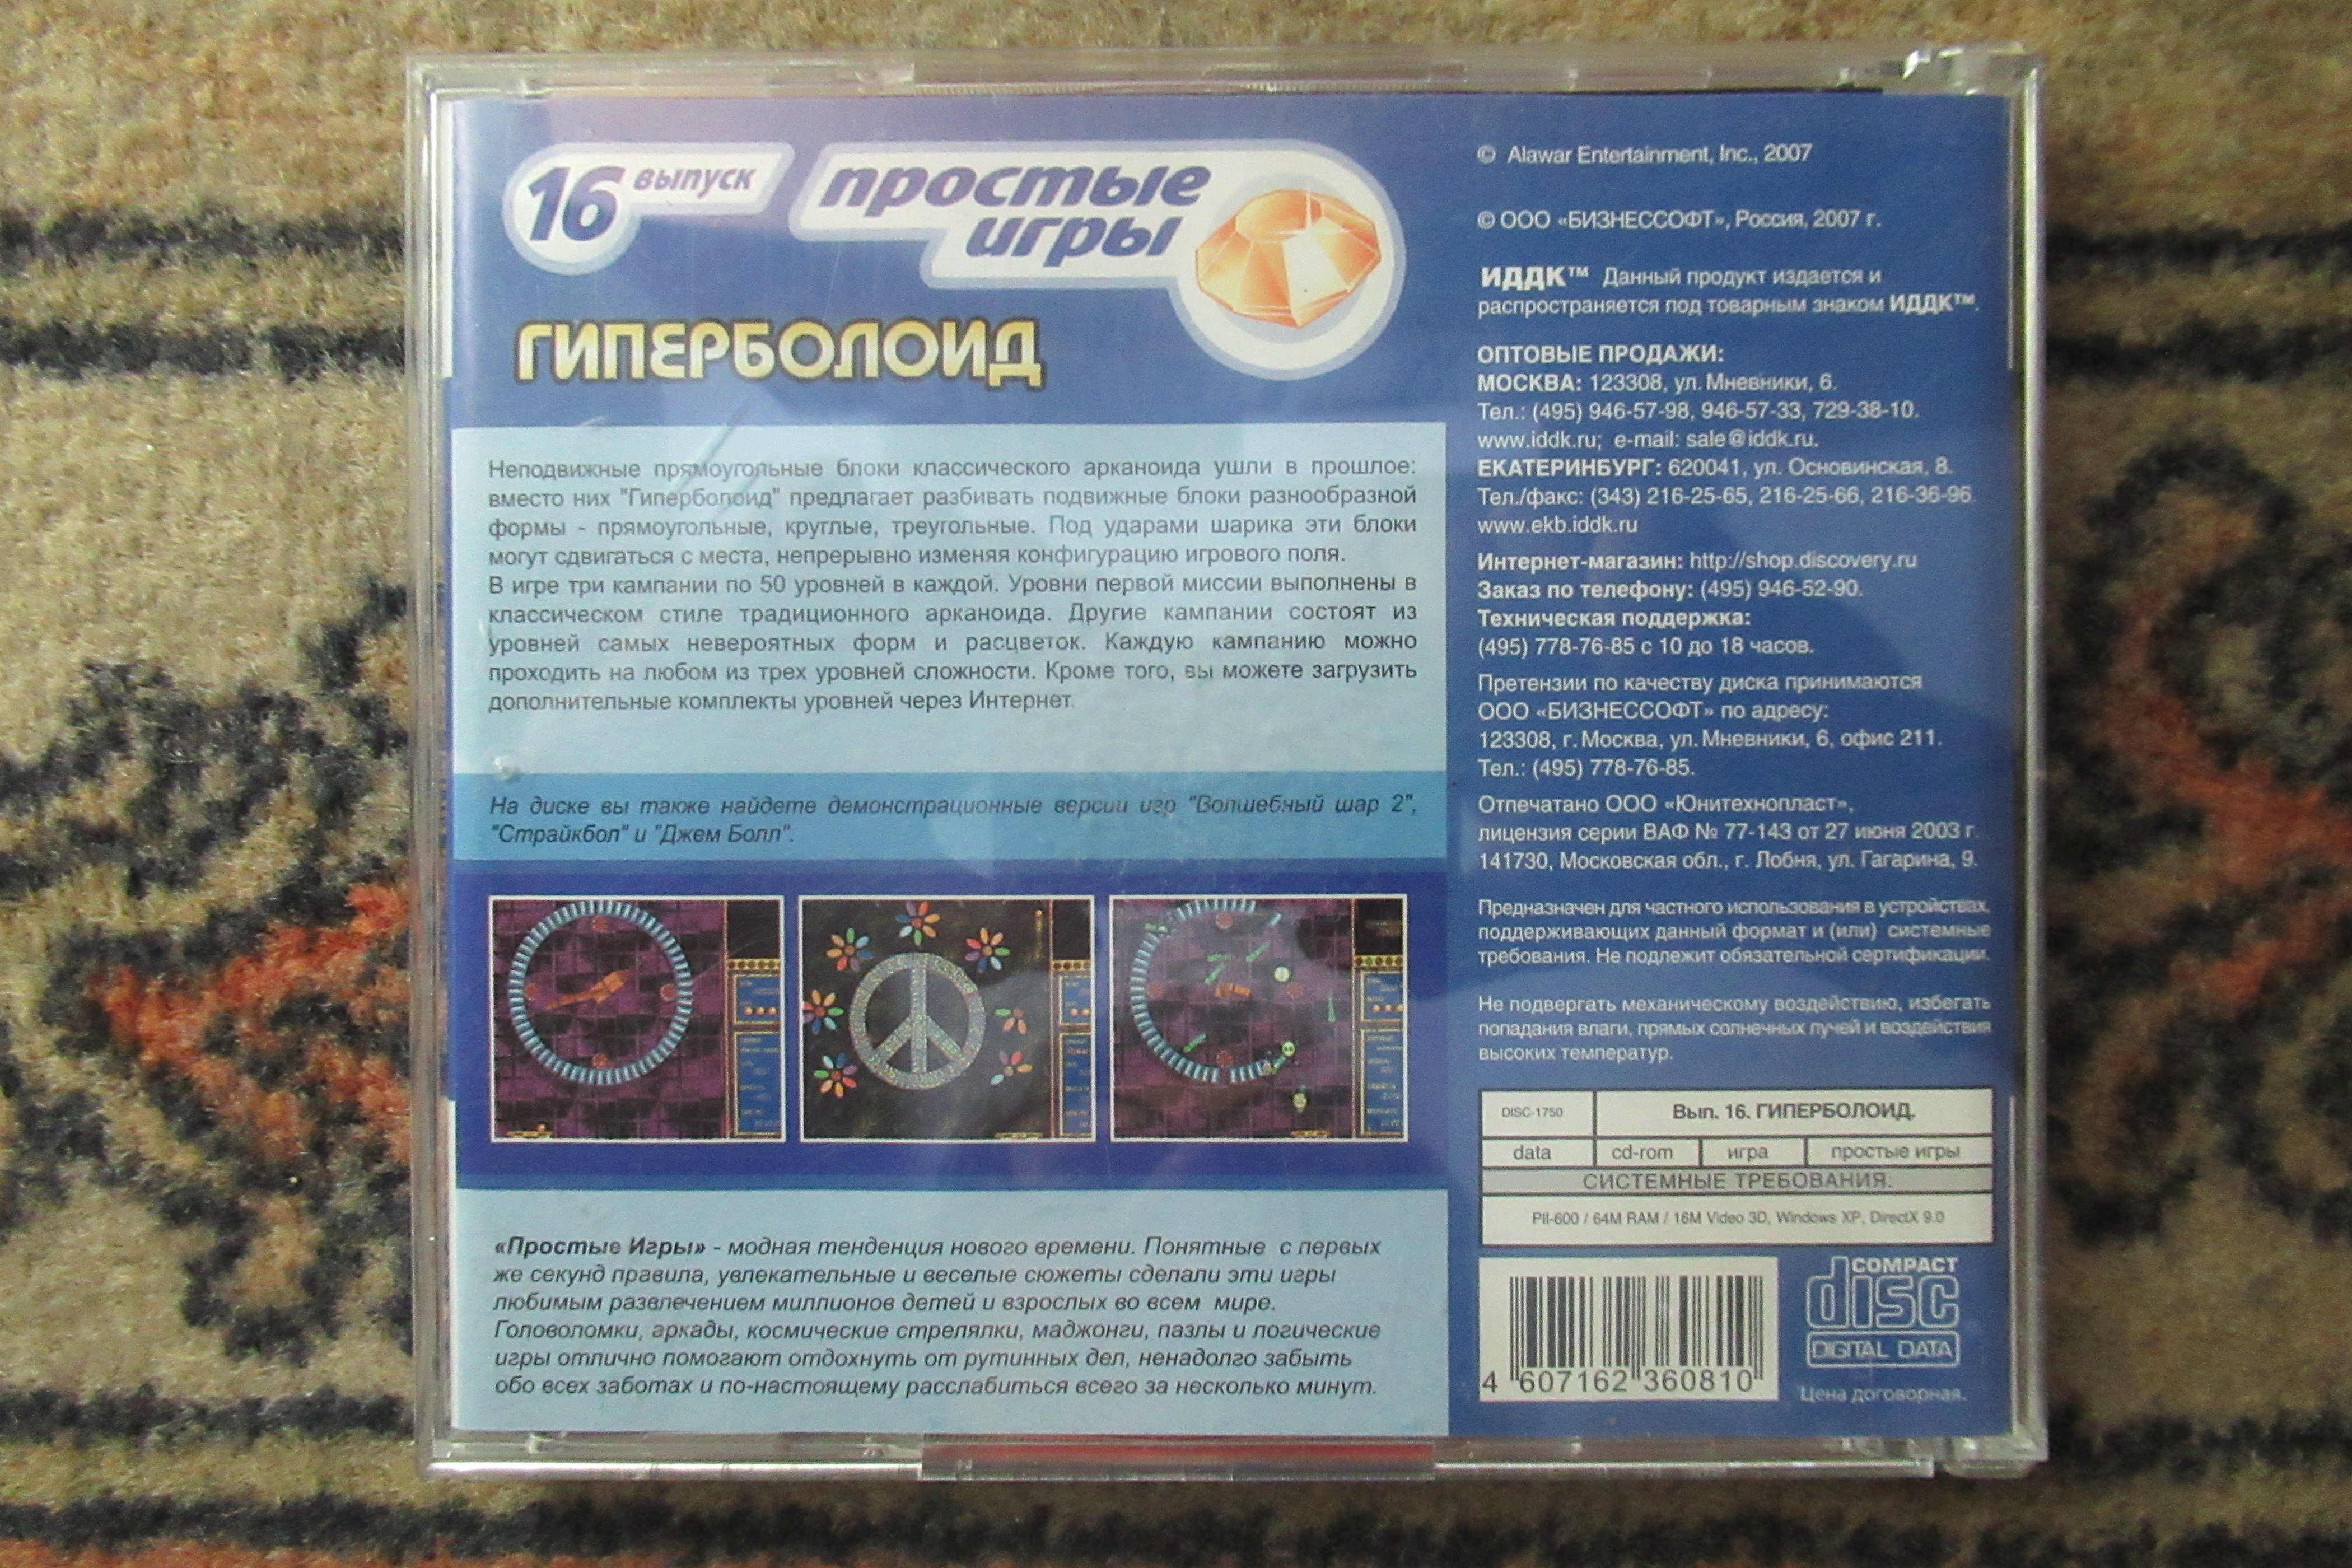 16 выпуск
простые
игры
ГИПЕРБОЛОИД
Неподвижные прямоугольные блоки классического арканоида ушли в прошлое:
вместо них "Гиперболоид" предлагает разбивать подвижные блоки разнообразной
формы - прямоугольные, круглые, треугольные. Под ударами шарика эти блоки
могут сдвигаться с места, непрерывно изменяя конфигурацию игрового поля.
В игре три кампании по 50 уровней в каждой. Уровни первой миссии выполнены в
классическом стиле традиционного арканоида. Другие кампании состоят из
уровней самых невероятных форм и расцветок. Каждую кампанию можно
проходить на любом из трех уровней сложности. Кроме того, вы можете загрузить
дополнительные комплекты уровней через Интернет.
На диске вы также найдете демонстрационные версии игр "Волшебный шар 2",
"Страйкбол" и "Джем Болл".
«Простые Игры» - модная тенденция нового времени. Понятные с первых
же секунд правила, увлекательные и веселые сюжеты сделали эти игры
любимым развлечением миллионов детей и взрослых во всем мире.
Головоломки, аркады, космические стрелялки, маджонги, пазлы и логические
игры отлично помогают отдохнуть от рутинных дел, ненадолго забыть
обо всех заботах и по-настоящему расслабиться всего за несколько минут.
© Alawar Entertainment, Inc., 2007
© ООО «БИЗНЕССОФТ», Россия, 2007 г.
ИДДК™ Данный продукт издается и
распространяется под товарным знаком ИДДК™.
ОПТОВЫЕ ПРОДАЖИ:
МОСКВА: 123308, ул. Мневники, 6.
Тел.: (495) 946-57-98, 946-57-33, 729-38-10.
www.iddk.ru; e-mail: sale@iddk.ru.
ЕКАТЕРИНБУРГ: 620041, ул. Основинская, 8.
Тел./факс: (343) 216-25-65, 216-25-66, 216-36-96.
www.ekb.iddk.ru
Интернет-магазин: http://shop.discovery.ru
Заказ по телефону: (495) 946-52-90.
Техническая поддержка:
(495) 778-76-85 с 10 до 18 часов.
Претензии по качеству диска принимаются
ООО «БИЗНЕССОФТ» по адресу:
123308, г. Москва, ул. Мневники, 6, офис 211.
Тел.: (495) 778-76-85.
Отпечатано ООО «Юнитехнопласт»,
лицензия серии ВАФ № 77-143 от 27 июня 2003 г.
141730, Московская обл., г. Лобня, ул. Гагарина, 9.
Предназначен для частного использования в устройствах,
поддерживающих данный формат и (или) системные
требования. Не подлежит обязательной сертификации.
Не подвергать механическому воздействию, избегать
попадания влаги, прямых солнечных лучей и воздействия
высоких температур.
DISC-1750 Вып. 16. ГИПЕРБОЛОИД.
data cd-rom игра простые игры
СИСТЕМНЫЕ ТРЕБОВАНИЯ:
PII-600 / 64M RAM / 16M Video 3D, Windows XP, DirectX 9.0
4 607162 360810
COMPACT
disc
DIGITAL DATA
Цена договорная.